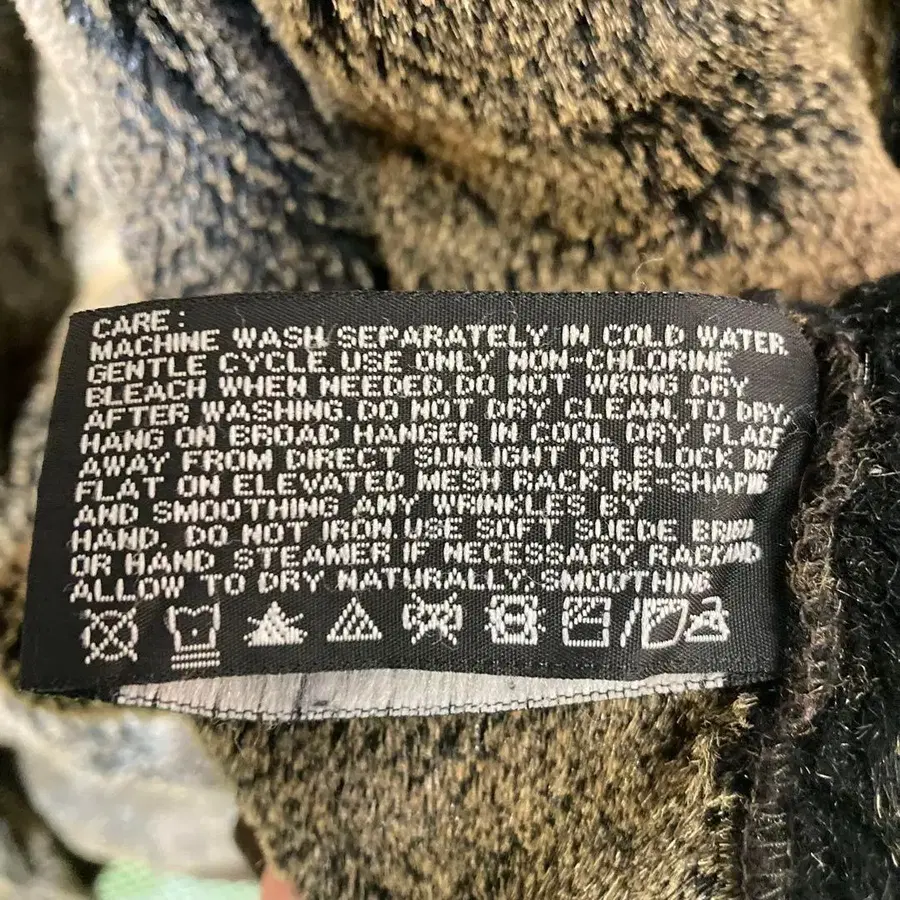 CARE:
MACHINE WASH SEPARATELY IN COLD WATER.
GENTLE CYCLE.USE ONLY NON-CHLORINE
BLEACH WHEN NEEDED.DO NOT WRING DRY
AFTER WASHING.DO NOT DRY CLEAN.TO DRY,
HANG ON BROAD HANGER IN COOL DRY PLACE
AWAY FROM DIRECT SUNLIGHT OR BLOCK DRY
FLAT ON ELEVATED MESH RACK.RE-SHAPING
AND SMOOTHING ANY WRINKLES BY
HAND. DO NOT IRON.USE SOFT SUEDE
OR HAND STEAMER IF NECESSARY
ALLOW TO DRY NATURALLY.SMOOTHING